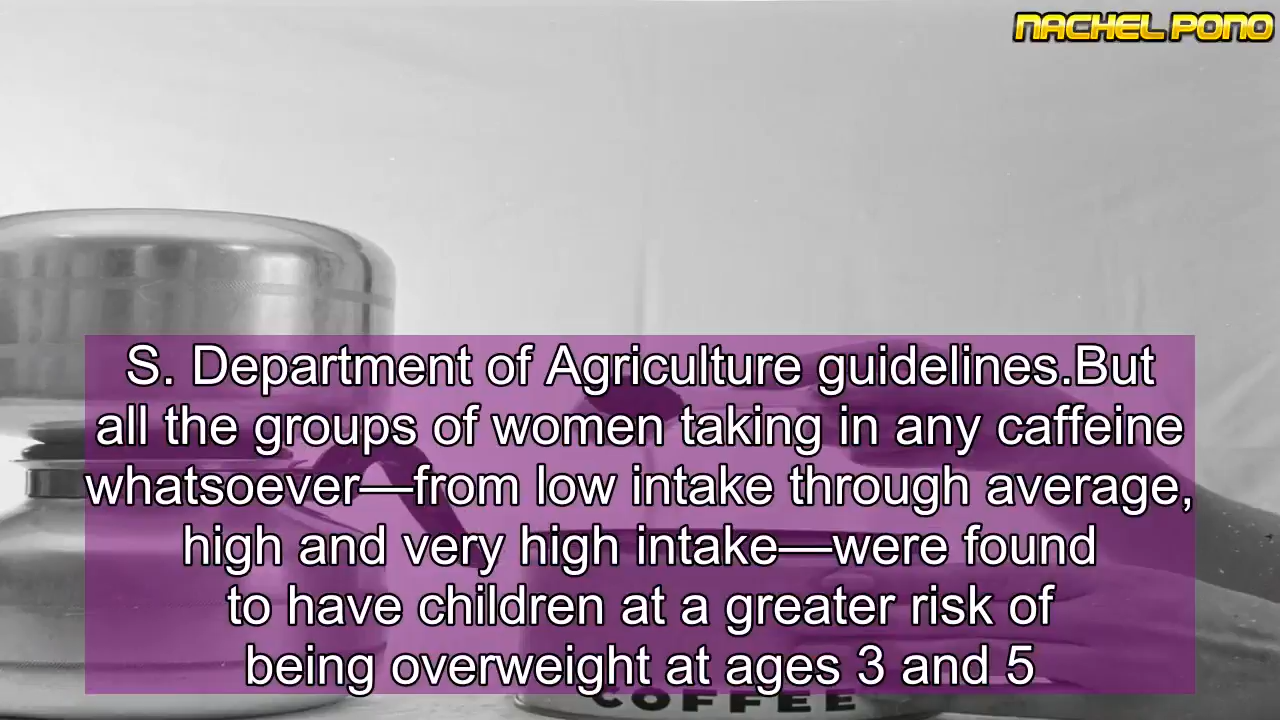 NACHEL PONO
S. Department of Agriculture guidelines.But
all the groups of women taking in any caffeine
whatsoever—from low intake through average,
high and very high intake—were found
to have children at a greater risk of
being overweight at ages 3 and 5
COFFEE